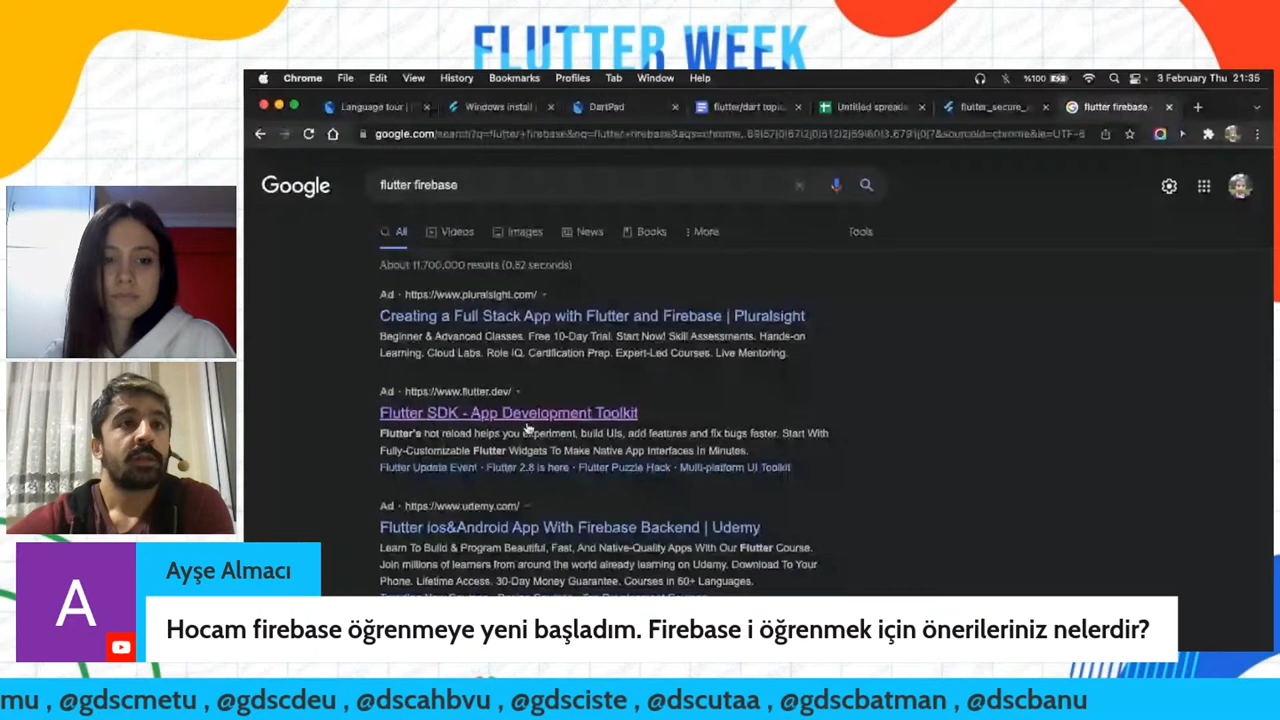 FLUTTER WEEK
Chrome File Edit View History Bookmarks Profiles Tab Window Help
%100 3 February Thu 21:35
Language tour |
Windows install
DartPad
flutter/dart topic
Untitled spreads
flutter_secure_
flutter firebase
Google
flutter firebase
All Videos Images News Books More Tools
About 11,700,000 results (0.62 seconds)
Ad · https://www.pluralsight.com/
Creating a Full Stack App with Flutter and Firebase | Pluralsight
Beginner & Advanced Classes. Free 10-Day Trial. Start Now! Skill Assessments. Hands-on
Learning. Cloud Labs. Role IQ. Certification Prep. Expert-Led Courses. Live Mentoring.
Ad · https://www.flutter.dev/
Flutter SDK - App Development Toolkit
Flutter's hot reload helps you experiment, build UIs, add features and fix bugs faster. Start With
Fully-Customizable Flutter Widgets To Make Native App Interfaces In Minutes.
Flutter Update Event · Flutter 2.8 is here · Flutter Puzzle Hack · Multi-platform UI Toolkit
Ad · https://www.udemy.com/
Flutter ios&Android App With Firebase Backend | Udemy
Learn To Build & Program Beautiful, Fast, And Native-Quality Apps With Our Flutter Course.
Join millions of learners from around the world already learning on Udemy. Download To Your
Phone. Lifetime Access. 30-Day Money Guarantee. Courses in 60+ Languages.
A
Ayşe Almacı
Hocam firebase öğrenmeye yeni başladım. Firebase i öğrenmek için önerileriniz nelerdir?
mu , @gdscmetu , @gdscdeu , @dscahbvu , @gdsciste , @dscutaa , @gdscbatman , @dscbanu